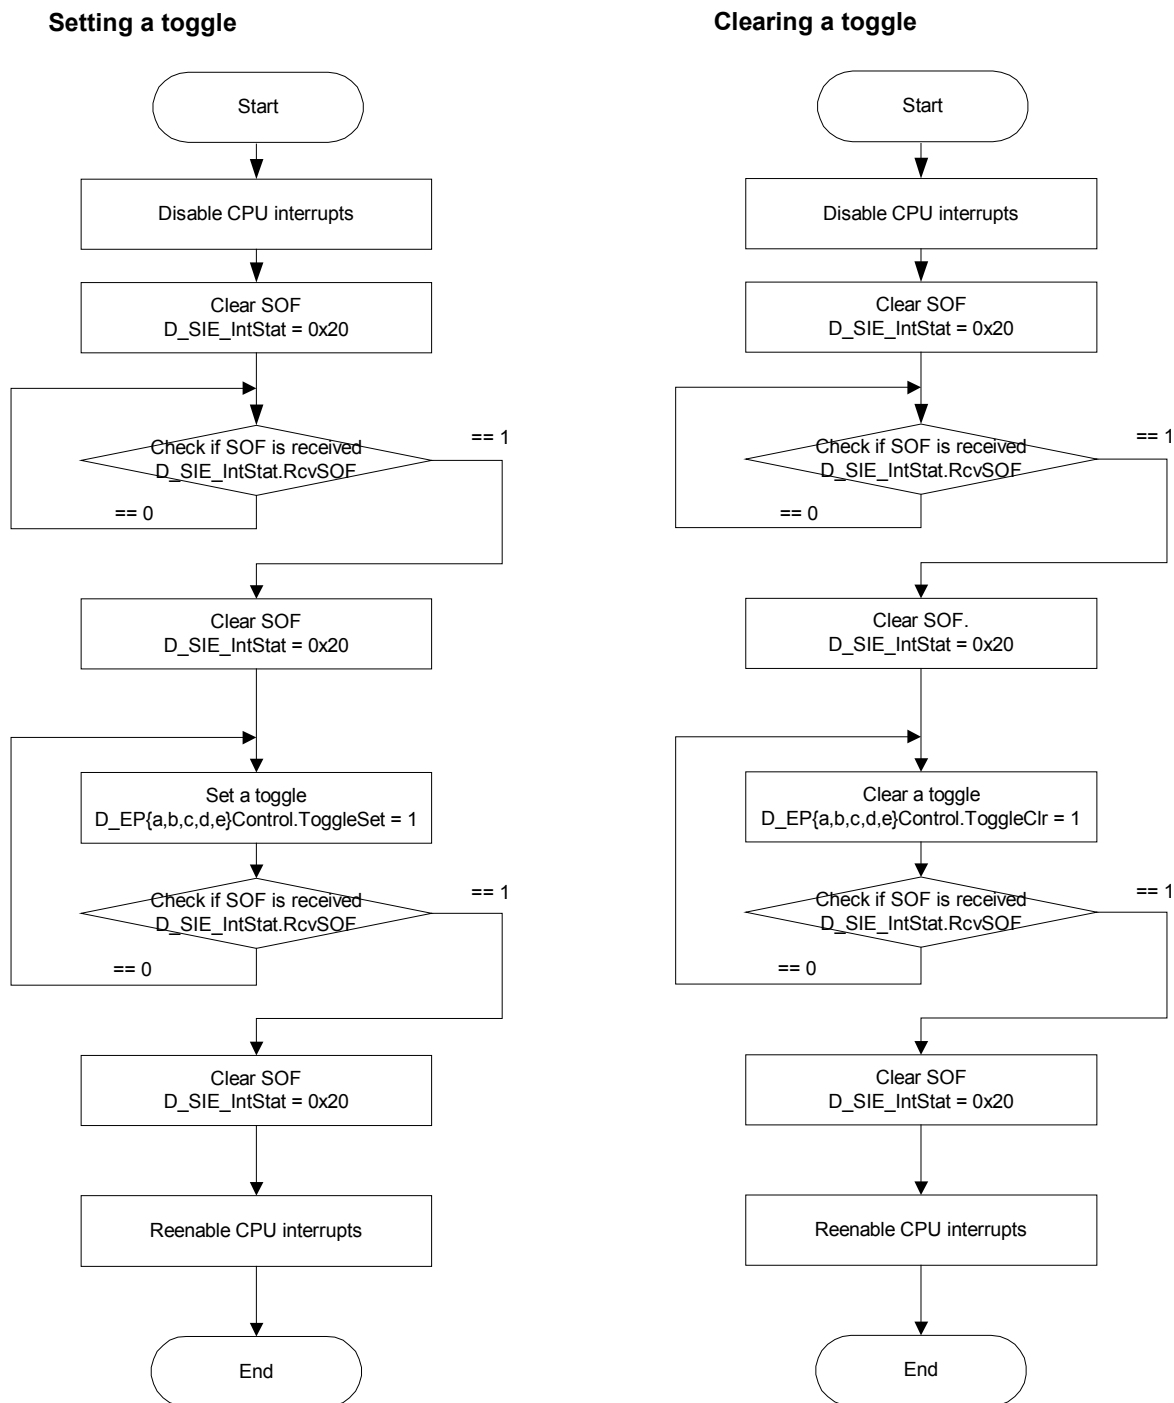 Setting a toggle
Start
Disable CPU interrupts
Clear SOF
D_SIE_IntStat = 0x20
Check if SOF is received
D_SIE_IntStat.RcvSOF
== 1
== 0
Clear SOF
D_SIE_IntStat = 0x20
Set a toggle
D_EP{a,b,c,d,e}Control.ToggleSet = 1
Check if SOF is received
D_SIE_IntStat.RcvSOF
== 1
== 0
Clear SOF
D_SIE_IntStat = 0x20
Reenable CPU interrupts
End
Clearing a toggle
Start
Disable CPU interrupts
Clear SOF
D_SIE_IntStat = 0x20
Check if SOF is received
D_SIE_IntStat.RcvSOF
== 1
== 0
Clear SOF.
D_SIE_IntStat = 0x20
Clear a toggle
D_EP{a,b,c,d,e}Control.ToggleClr = 1
Check if SOF is received
D_SIE_IntStat.RcvSOF
== 1
== 0
Clear SOF
D_SIE_IntStat = 0x20
Reenable CPU interrupts
End